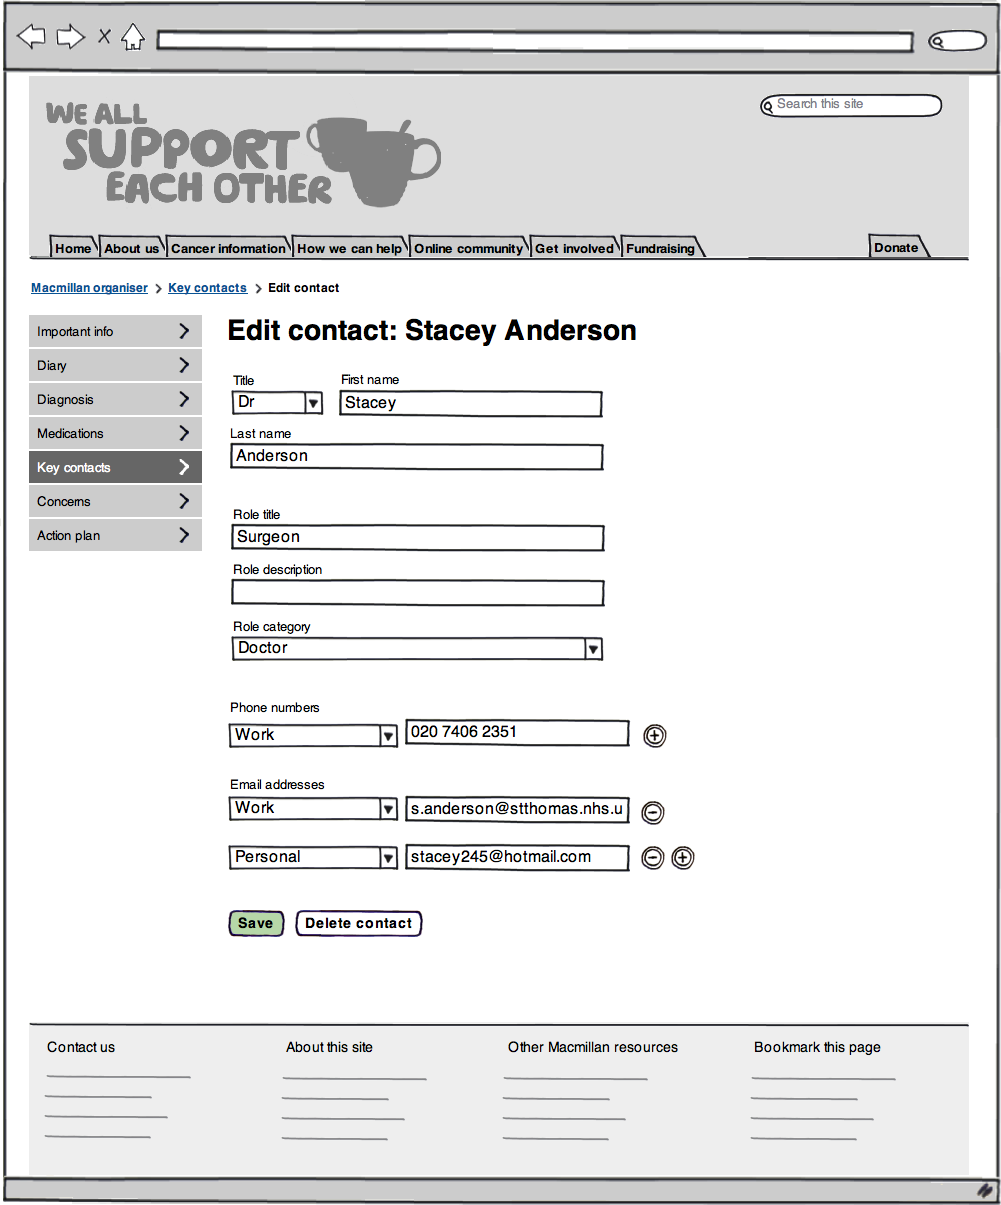 WE ALL
SUPPORT
EACH OTHER
Search this site
Home About us Cancer information How we can help Online community Get involved Fundraising Donate
Macmillan organiser Key contacts Edit contact
Important info
Diary
Diagnosis
Medications
Key contacts
Concerns
Action plan
Edit contact: Stacey Anderson
Title First name
Dr Stacey
Last name
Anderson
Role title
Surgeon
Role description
Role category
Doctor
Phone numbers
Work 020 7406 2351
Email addresses
Work s.anderson@stthomas.nhs.u
Personal stacey245@hotmail.com
Save Delete contact
Contact us About this site Other Macmillan resources Bookmark this page